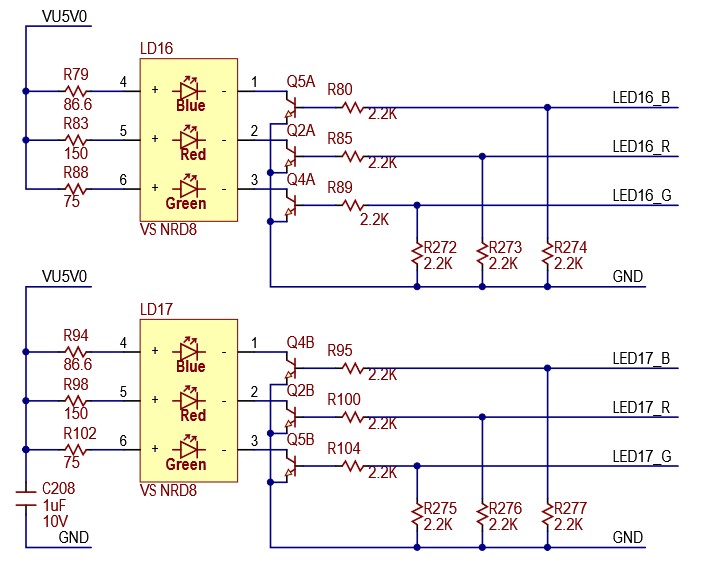 VU5V0
LD16
R79
86.6
4
+
Blue
-
1
Q5A
R80
2.2K
LED16_B
R83
150
5
+
Red
-
2
Q2A
R85
2.2K
LED16_R
R88
75
6
+
Green
-
3
Q4A
R89
2.2K
LED16_G
VS NRD8
R272
2.2K
R273
2.2K
R274
2.2K
GND
VU5V0
LD17
R94
86.6
4
+
Blue
-
1
Q4B
R95
2.2K
LED17_B
R98
150
5
+
Red
-
2
Q2B
R100
2.2K
LED17_R
R102
75
6
+
Green
-
3
Q5B
R104
2.2K
LED17_G
VS NRD8
C208
1uF
10V
GND
R275
2.2K
R276
2.2K
R277
2.2K
GND